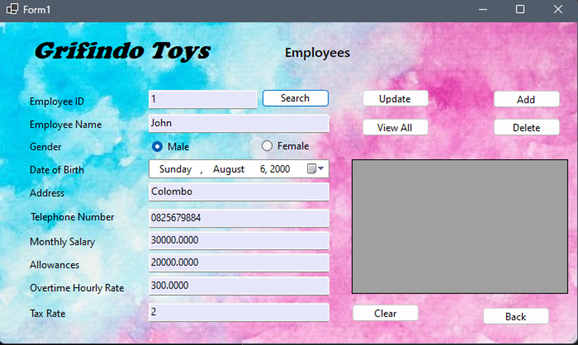 Form1
Grifindo Toys
Employees
Employee ID 1 Search Update Add
Employee Name John View All Delete
Gender Male Female
Date of Birth Sunday , August 6, 2000
Address Colombo
Telephone Number 0825679884
Monthly Salary 30000.0000
Allowances 20000.0000
Overtime Hourly Rate 300.0000
Tax Rate 2 Clear Back